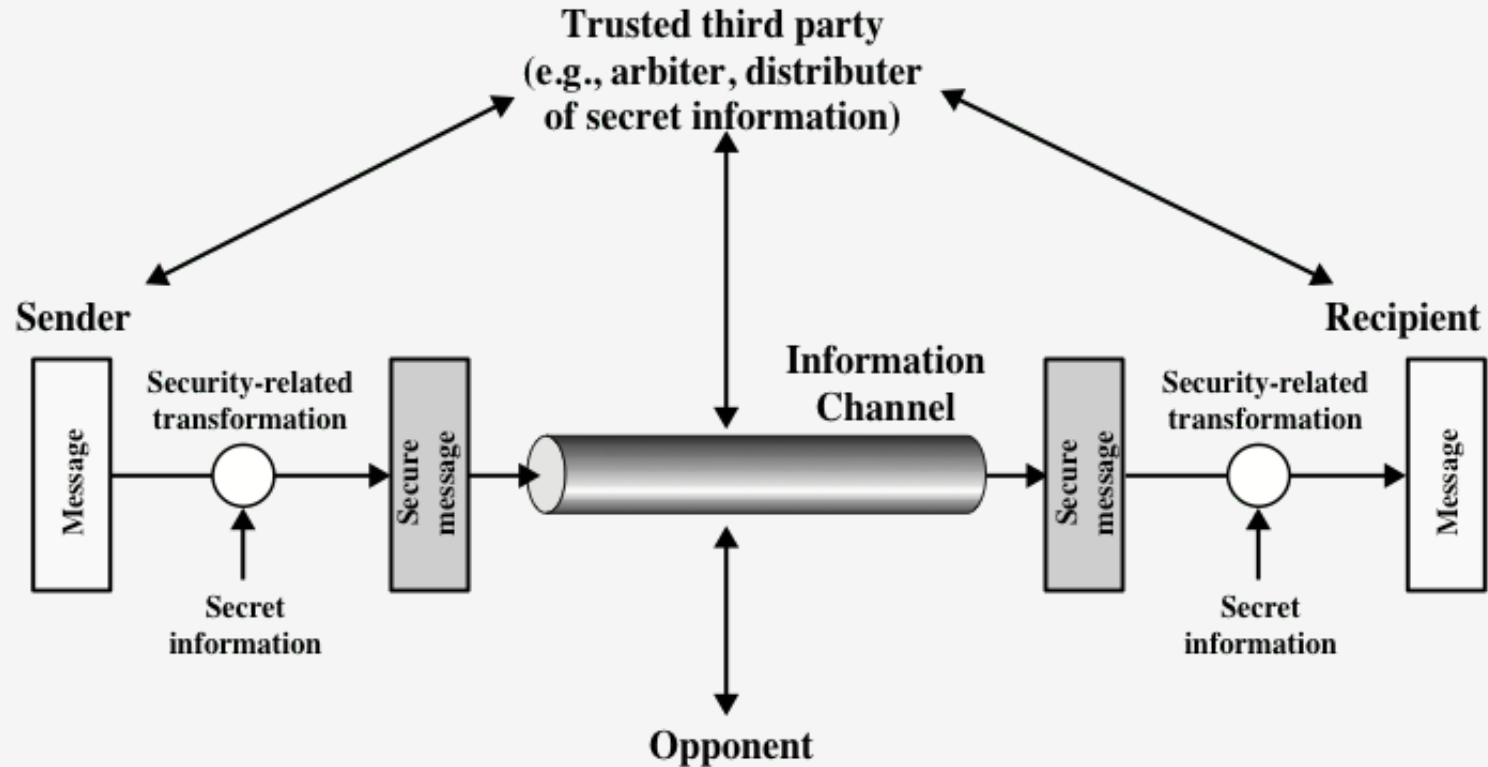 Trusted third party
(e.g., arbiter, distributer
of secret information)
Sender
Recipient
Information
Channel
Security-related
transformation
Security-related
transformation
Message
Secure
message
Secure
message
Message
Secret
information
Secret
information
Opponent